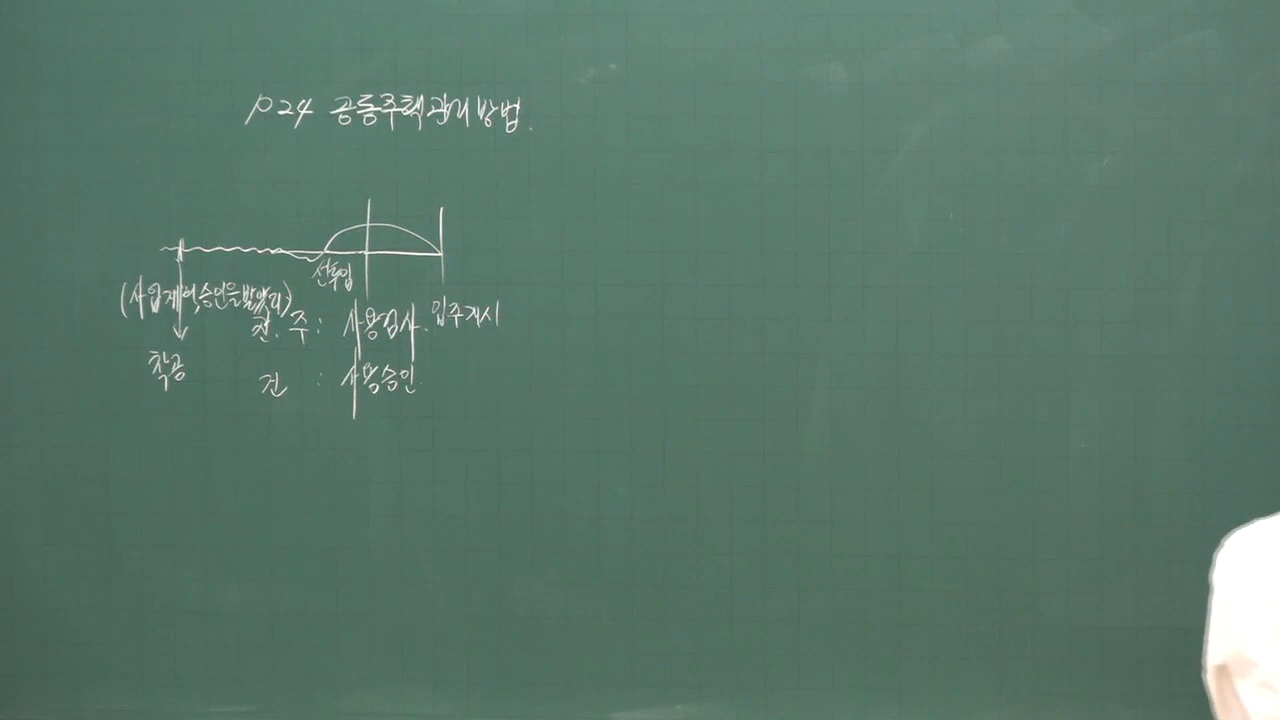 P24 공동주택관리방법.
선투입
(사업계획승인을 받았다)
주 : 사용검사. 입주개시
착공
건 : 사용승인.